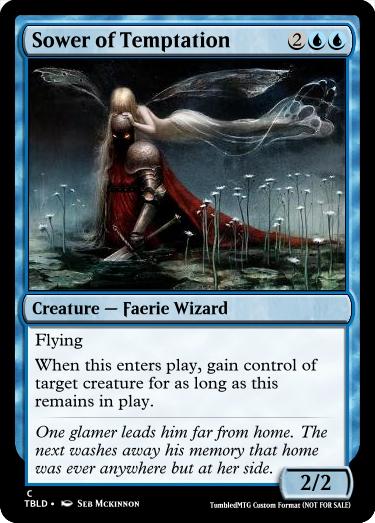 Sower of Temptation 2
Creature — Faerie Wizard
Flying
When this enters play, gain control of
target creature for as long as this
remains in play.
One glamer leads him far from home. The
next washes away his memory that home
was ever anywhere but at her side.
2/2
C
TBLD • Seb Mckinnon
TumbledMTG Custom Format (NOT FOR SALE)